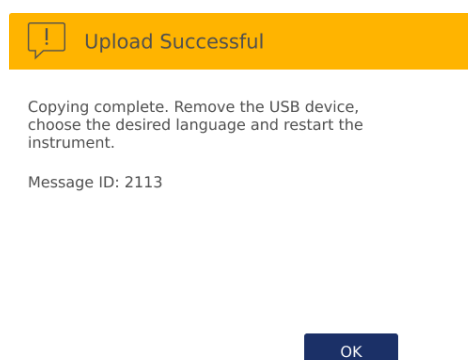 !
Upload Successful
Copying complete. Remove the USB device,
choose the desired language and restart the
instrument.
Message ID: 2113
OK